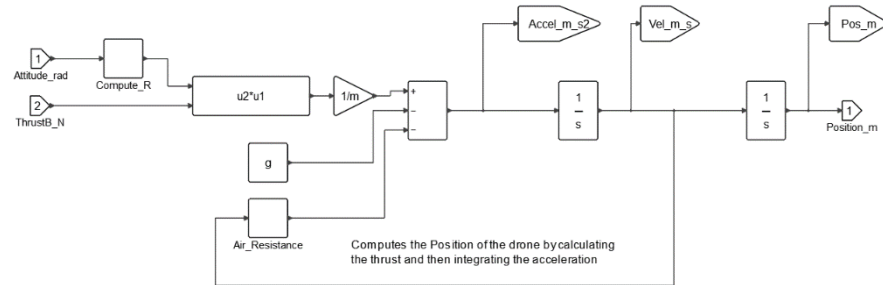 Accel_m_s2
Vel_m_s
Pos_m
1
Attitude_rad
Compute_R
2
ThrustB_N
u2*u1
1/m
+
−
−
1
s
1
s
1
Position_m
g
Air_Resistance
Computes the Position of the drone by calculating
the thrust and then integrating the acceleration